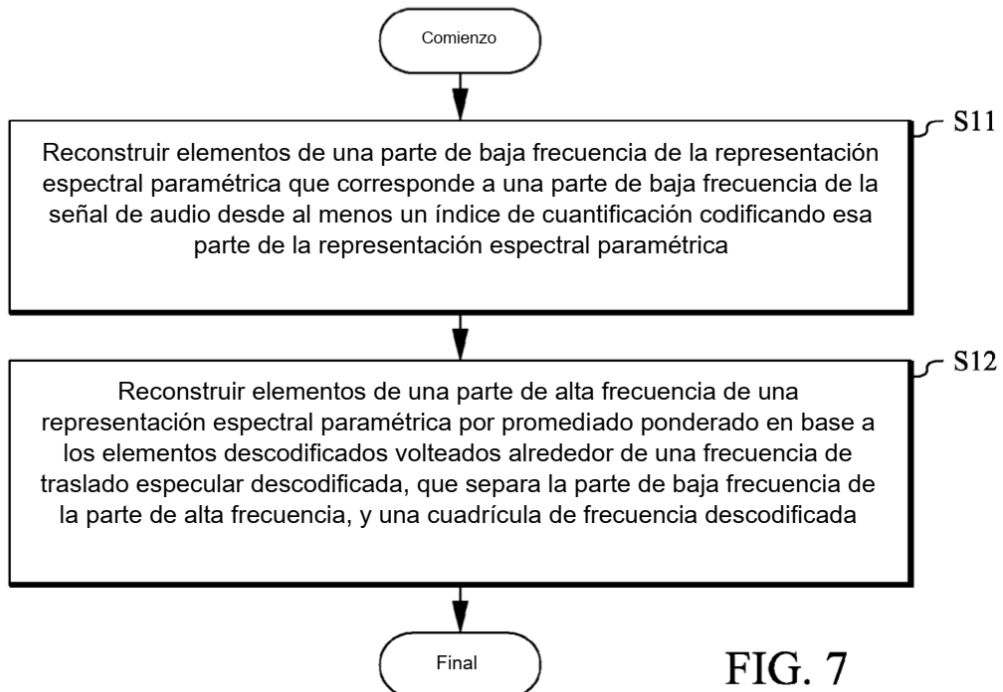 Comienzo
S11
Reconstruir elementos de una parte de baja frecuencia de la representación
espectral paramétrica que corresponde a una parte de baja frecuencia de la
señal de audio desde al menos un índice de cuantificación codificando esa
parte de la representación espectral paramétrica
S12
Reconstruir elementos de una parte de alta frecuencia de una
representación espectral paramétrica por promediado ponderado en base a
los elementos descodificados volteados alrededor de una frecuencia de
traslado especular descodificada, que separa la parte de baja frecuencia de
la parte de alta frecuencia, y una cuadrícula de frecuencia descodificada
Final
FIG. 7